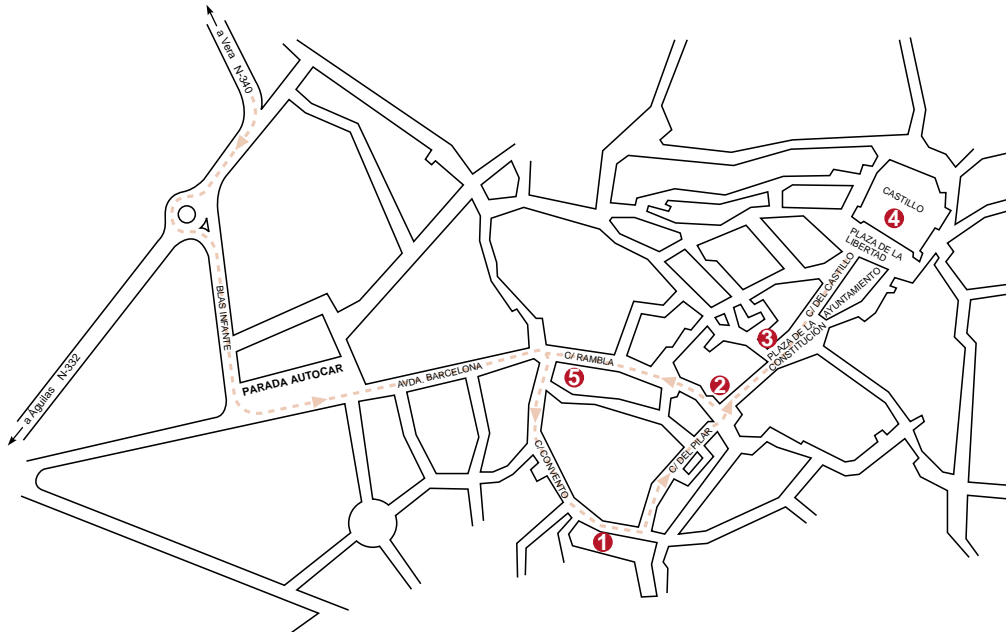 a Vera N-340
CASTILLO
4
PLAZA DE LA
LIBERTAD
C/ DEL CASTILLO
AYUNTAMIENTO
BLAS INFANTE
3
PLAZA DE LA
CONSTITUCIÓN
C/ RAMBLA
a Águilas N-332
PARADA AUTOCAR
AVDA. BARCELONA
5
2
C/ DEL PILAR
C/ CONVENTO
1